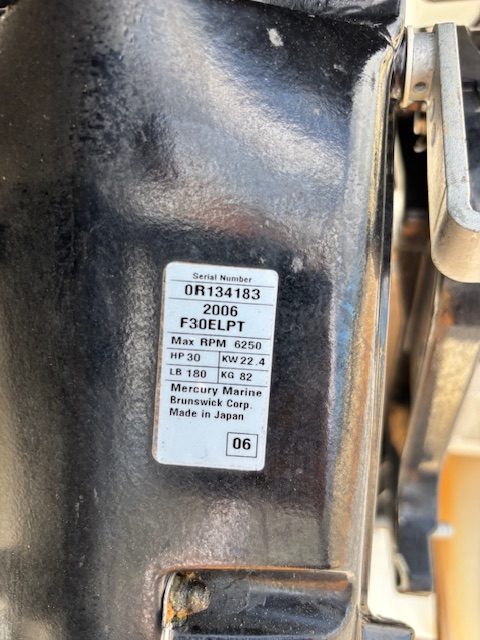 Serial Number
0R134183
2006
F30ELPT
Max RPM 6250
HP 30 KW 22.4
LB 180 KG 82
Mercury Marine
Brunswick Corp.
Made in Japan
06